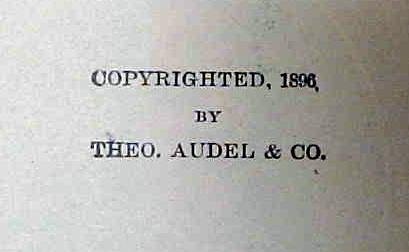 COPYRIGHTED, 1896,
BY
THEO. AUDEL & CO.